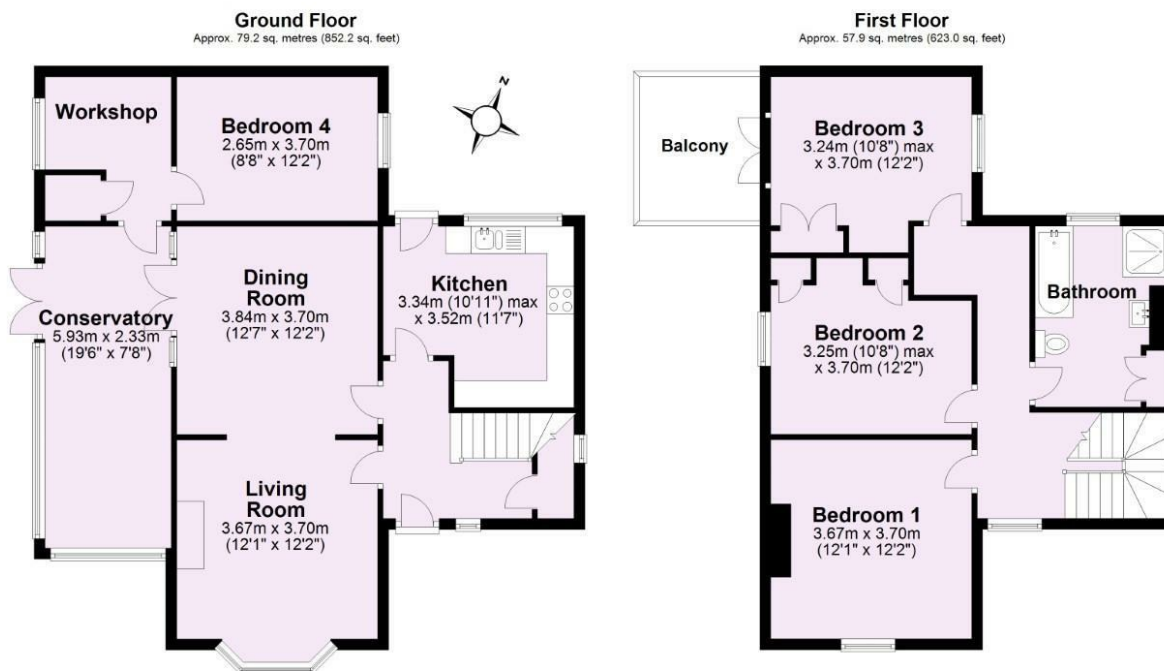 Ground Floor
Approx. 79.2 sq. metres (852.2 sq. feet)
Workshop
Bedroom 4
2.65m x 3.70m
(8'8" x 12'2")
N
Dining
Room
3.84m x 3.70m
(12'7" x 12'2")
Kitchen
3.34m (10'11") max
x 3.52m (11'7")
Conservatory
5.93m x 2.33m
(19'6" x 7'8")
Living
Room
3.67m x 3.70m
(12'1" x 12'2")
First Floor
Approx. 57.9 sq. metres (623.0 sq. feet)
Balcony
Bedroom 3
3.24m (10'8") max
x 3.70m (12'2")
Bedroom 2
3.25m (10'8") max
x 3.70m (12'2")
Bathroom
Bedroom 1
3.67m x 3.70m
(12'1" x 12'2")